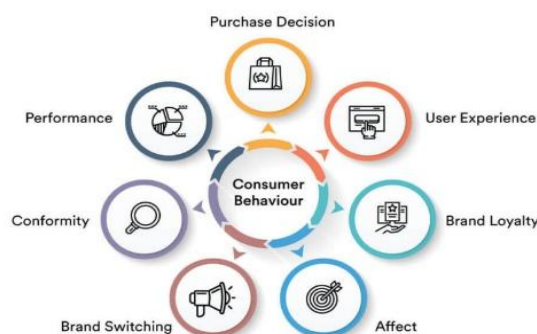 Purchase Decision
Performance
User Experience
Consumer
Behaviour
Conformity
Brand Loyalty
Brand Switching
Affect